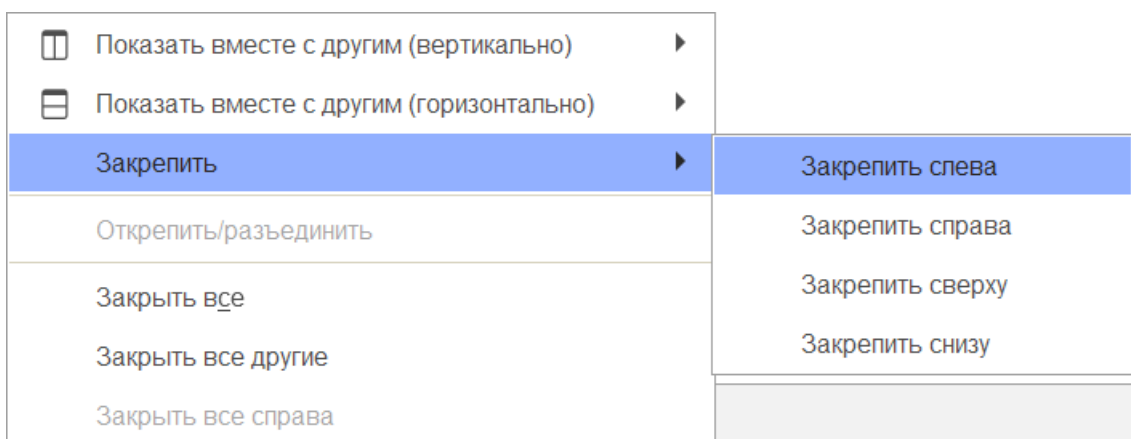 Показать вместе с другим (вертикально)
Показать вместе с другим (горизонтально)
Закрепить
Открепить/разъединить
Закрыть все
Закрыть все другие
Закрыть все справа
Закрепить слева
Закрепить справа
Закрепить сверху
Закрепить снизу